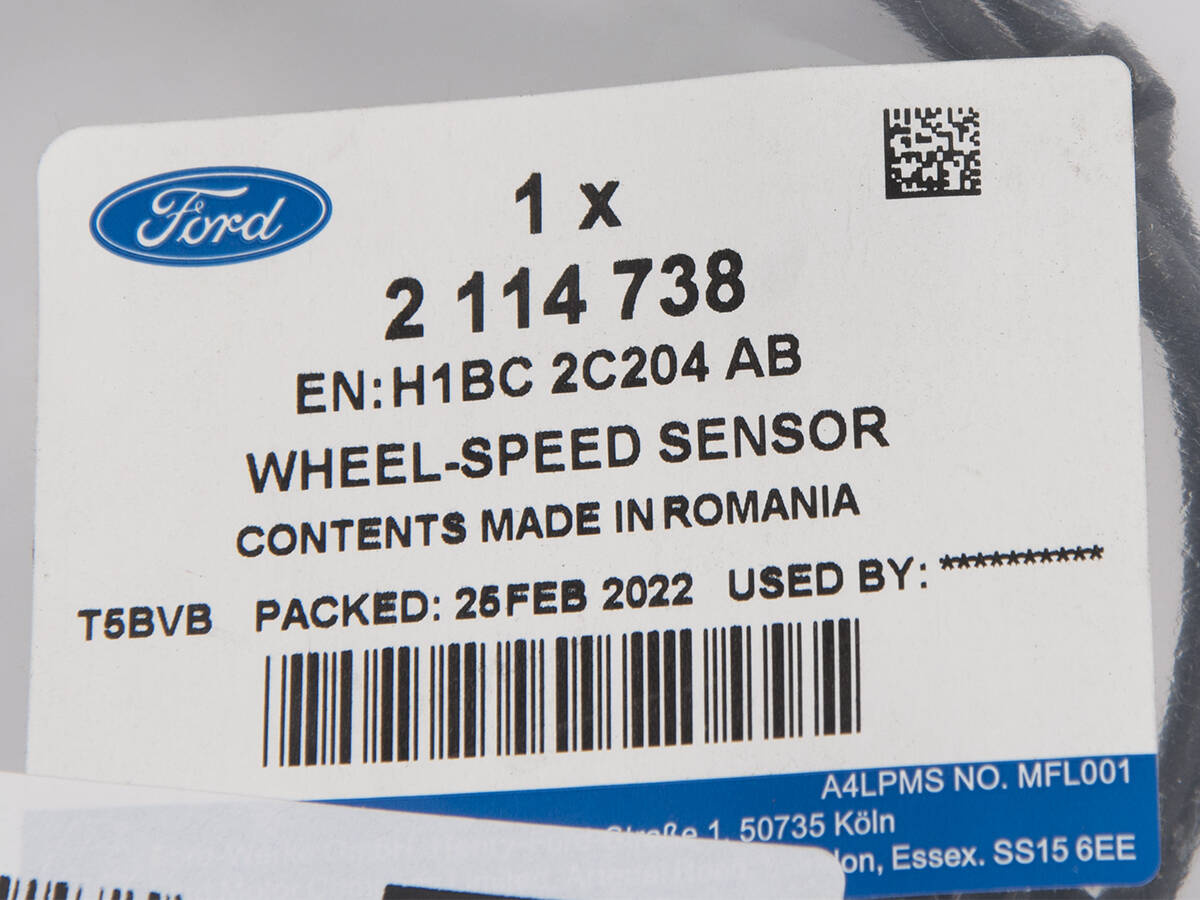 Ford
1 x
2 114 738
EN: H1BC 2C204 AB
WHEEL-SPEED SENSOR
CONTENTS MADE IN ROMANIA
T5BVB PACKED: 25FEB 2022 USED BY: **********
A4LPMS NO. MFL001
Straße 1, 50735 Köln
Essex. SS15 6EE